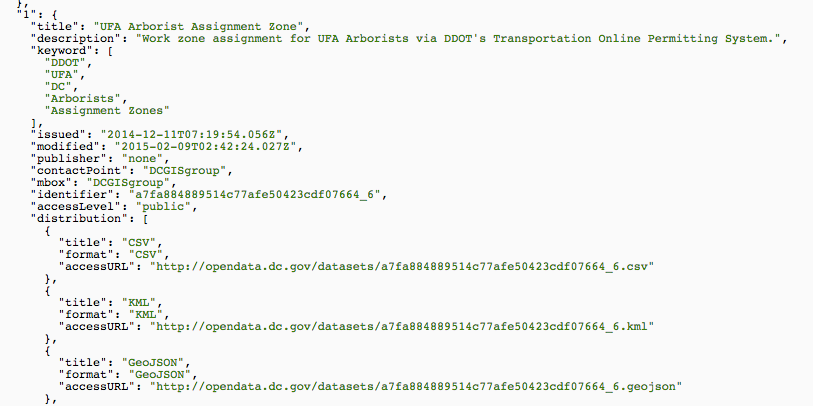 },
"1": {
"title": "UFA Arborist Assignment Zone",
"description": "Work zone assignment for UFA Arborists via DDOT's Transportation Online Permitting System.",
"keyword": [
"DDOT",
"UFA",
"DC",
"Arborists",
"Assignment Zones"
],
"issued": "2014-12-11T07:19:54.056Z",
"modified": "2015-02-09T02:42:24.027Z",
"publisher": "none",
"contactPoint": "DCGISgroup",
"mbox": "DCGISgroup",
"identifier": "a7fa884889514c77afe50423cdf07664_6",
"accessLevel": "public",
"distribution": [
{
"title": "CSV",
"format": "CSV",
"accessURL": "http://opendata.dc.gov/datasets/a7fa884889514c77afe50423cdf07664_6.csv"
},
{
"title": "KML",
"format": "KML",
"accessURL": "http://opendata.dc.gov/datasets/a7fa884889514c77afe50423cdf07664_6.kml"
},
{
"title": "GeoJSON",
"format": "GeoJSON",
"accessURL": "http://opendata.dc.gov/datasets/a7fa884889514c77afe50423cdf07664_6.geojson"
},